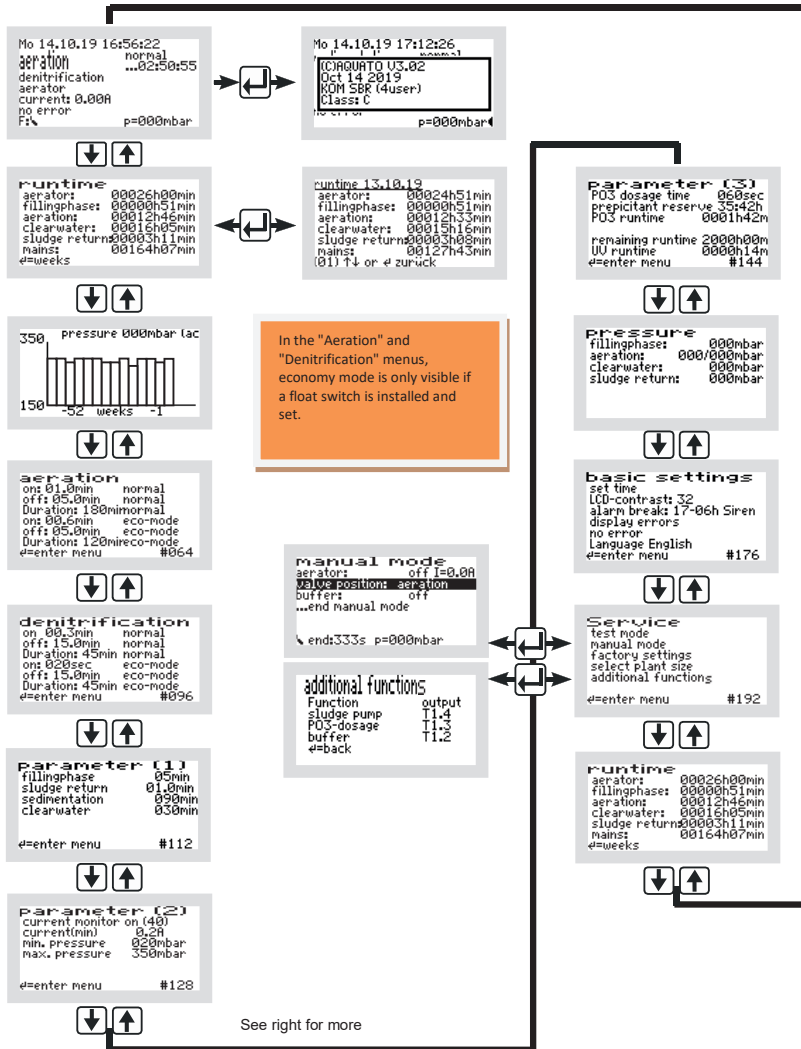 Mo 14.10.19 16:56:22
aeration normal
...02:50:55
denitrification
aerator
current: 0.00A
no error
F: p=000mbar
Mo 14.10.19 17:12:26
(C)AQUATO V3.02
Oct 14 2019
KOM SBR (4user)
Class: C
no error
p=000mbar
runtime
aerator: 00026h00min
fillingphase: 00000h51min
aeration: 00012h46min
clearwater: 00016h05min
sludge return:00003h11min
mains: 00164h07min
↵=weeks
runtime 13.10.19
aerator: 00024h51min
fillingphase: 00000h51min
aeration: 00012h33min
clearwater: 00015h16min
sludge return:00003h08min
mains: 00127h43min
(01) ↑↓ or ↵ zurück
350 pressure 000mbar (ac
150 -52 weeks -1
In the "Aeration" and
"Denitrification" menus,
economy mode is only visible if
a float switch is installed and
set.
aeration
on: 01.0min normal
off: 05.0min normal
Duration: 180minnormal
on: 00.6min eco-mode
off: 05.0min eco-mode
Duration: 120mineco-mode
↵=enter menu #064
denitrification
on 00.3min normal
off: 15.0min normal
Duration: 45min normal
on: 020sec eco-mode
off: 15.0min eco-mode
Duration: 45min eco-mode
↵=enter menu #096
parameter (1)
fillingphase 05min
sludge return 01.0min
sedimentation 090min
clearwater 030min
↵=enter menu #112
parameter (2)
current monitor on (40)
current(min) 0.2A
min. pressure 020mbar
max. pressure 350mbar
↵=enter menu #128
See right for more
manual mode
aerator: off I=0.0A
valve position: aeration
buffer: off
...end manual mode
end:333s p=000mbar
additional functions
Function output
sludge pump T1.4
PO3-dosage T1.3
buffer T1.2
↵=back
parameter (3)
PO3 dosage time 060sec
prepicitant reserve 35:42h
PO3 runtime 0001h42m
remaining runtime 2000h00m
UV runtime 0000h14m
↵=enter menu #144
pressure
fillingphase: 000mbar
aeration: 000/000mbar
clearwater: 000mbar
sludge return: 000mbar
basic settings
set time
LCD-contrast: 32
alarm break: 17-06h Siren
display errors
no error
Language English
↵=enter menu #176
Service
test mode
manual mode
factory settings
select plant size
additional functions
↵=enter menu #192
runtime
aerator: 00026h00min
fillingphase: 00000h51min
aeration: 00012h46min
clearwater: 00016h05min
sludge return:00003h11min
mains: 00164h07min
↵=weeks